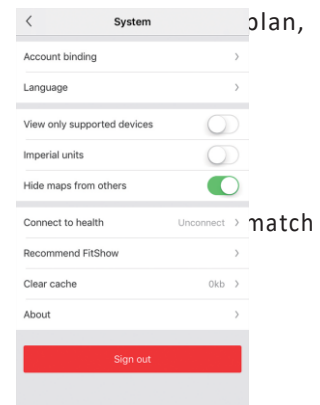 System
plan,
Account binding
Language
View only supported devices
Imperial units
Hide maps from others
Connect to health Unconnect
match
Recommend FitShow
Clear cache 0kb
About
Sign out